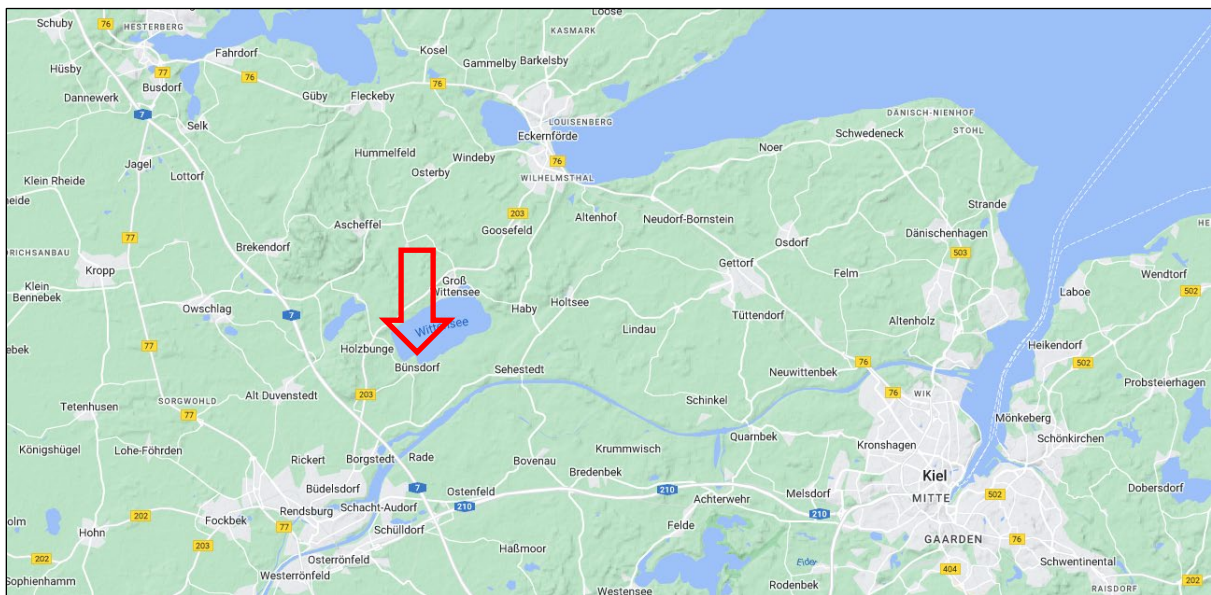 Schuby
76
HESTERBERG
Loose
KASMARK
Kosel
Gammelby
Barkelsby
Hüsby
Fahrdorf
77
Busdorf
76
Güby
Fleckeby
76
Dannewerk
7
Selk
LOUISENBERG
Eckernförde
DÄNISCH-NIENHOF
STOHL
Schwedeneck
Noer
Hummelfeld
Windeby
76
Jagel
Lottorf
Osterby
WILHELMSTHAL
Klein Rheide
heide
203
Altenhof
Neudorf-Bornstein
Strande
Ascheffel
Goosefeld
Dänischenhagen
77
Brekendorf
Osdorf
503
HE
DRICHSANBAU
Kropp
Gettorf
Felm
Wendtorf
502
Groß
Wittensee
Klein
Bennebek
Owschlag
7
Haby
Holtsee
Laboe
Tüttendorf
Altenholz
Wittensee
Lindau
ebek
77
Holzbunge
Bünsdorf
Sehestedt
76
Heikendorf
502
Neuwittenbek
Probsteierhagen
203
Alt Duvenstedt
SORGWOHLD
76
WIK
Tetenhusen
77
Schinkel
Mönkeberg
Quarnbek
Kronshagen
Schönkirchen
Königshügel
Lohe-Föhrden
Rickert
Borgstedt
Rade
Bovenau
Krummwisch
Bredenbek
Kiel
Büdelsdorf
7
Ostenfeld
210
Achterwehr
Melsdorf
MITTE
502
Dobersdorf
Schacht-Audorf
210
210
Rendsburg
olm
202
Fockbek
77
Schülldorf
Felde
Hohn
203
Haßmoor
GAARDEN
76
202
Osterrönfeld
Westerrönfeld
Schwentinental
404
Sophienhamm
Westensee
Rodenbek
RAISDORF
202